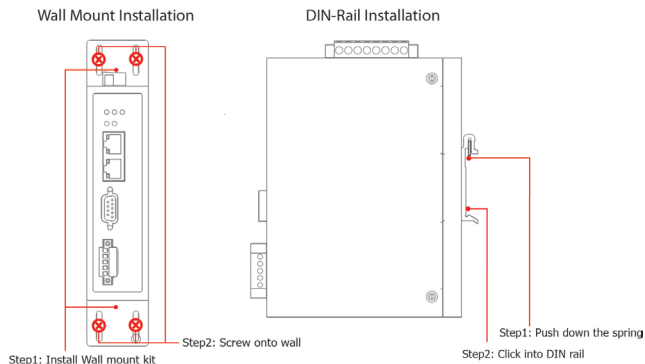 Wall Mount Installation
DIN-Rail Installation
Step1: Push down the spring
Step2: Screw onto wall
Step2: Click into DIN rail
Step1: Install Wall mount kit